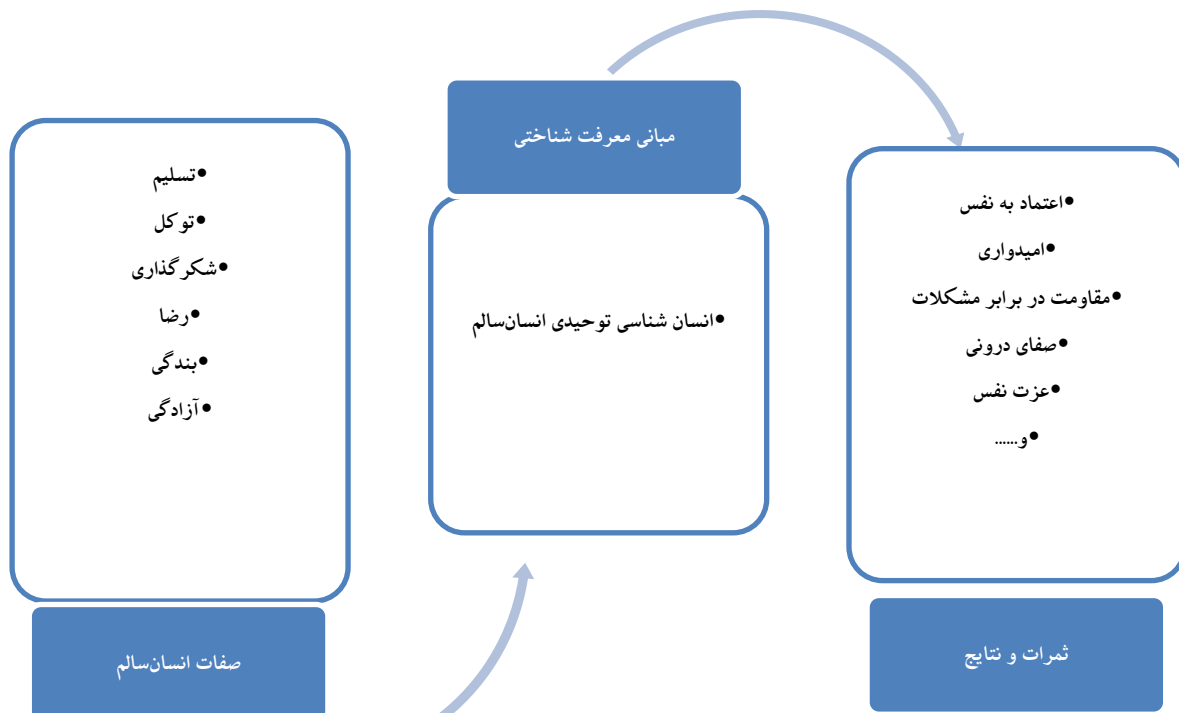 •تسلیم
•توکل
•شکرگذاری
•رضا
•بندگی
•آزادگی
صفات انسان‌سالم
مبانی معرفت شناختی
•انسان شناسی توحیدی انسان‌سالم
•اعتماد به نفس
•امیدواری
•مقاومت در برابر مشکلات
•صفای درونی
•عزت نفس
•و......
ثمرات و نتایج